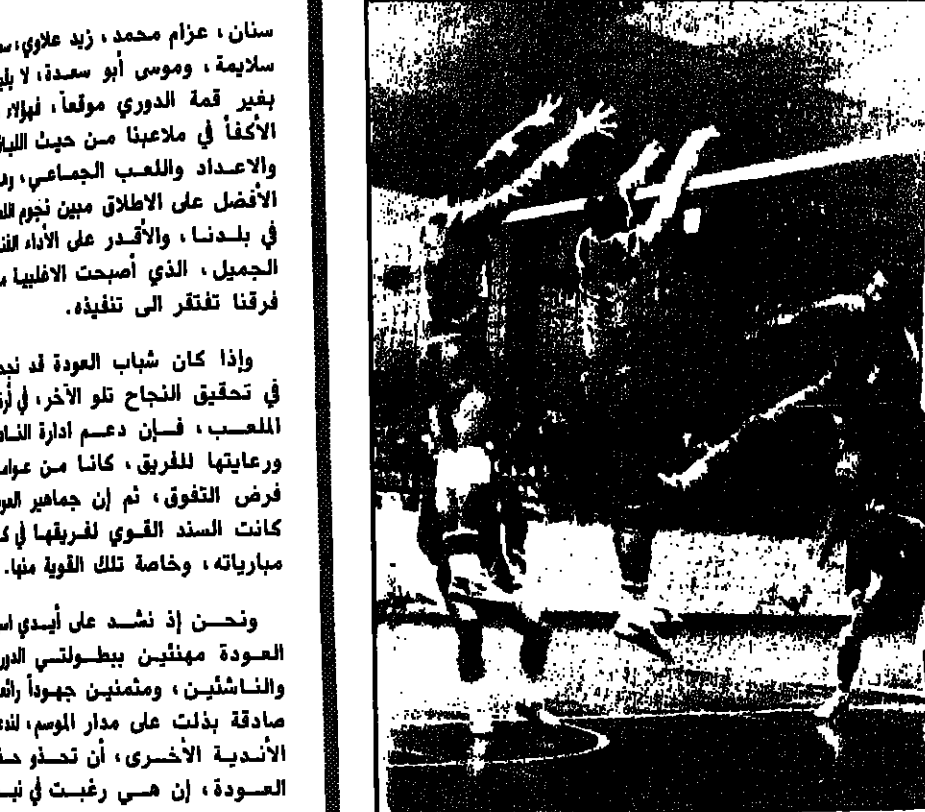 سنان، عزام محمد، زيد علاوي،
سلايمة، وموسى أبو سعدة، لا
بغير قمة الدوري موقعاً، فهؤلاء
الأكفأ في ملاعبنا من حيث
والاعداد واللعب الجماعي،
الأفضل على الاطلاق مبين نجوم
في بلدنا، والأقدر على الأداء
الجميل، الذي أصبحت الاغلبية
فرقنا تفتقر الى تنفيذه.
وإذا كان شباب العودة قد
في تحقيق النجاح تلو الآخر، في
الملعب، فإن دعم ادارة
ورعايتها للفريق، كانا من
فرض التفوق، ثم إن جماهير
كانت السند القوي لفريقها في
مبارياته، وخاصة تلك القوية منها.
ونحن إذ نشد على أيدي
العودة مهنئين ببطولتي
والناشئين، ومثمنين جهوداً
صادقة بذلت على مدار الموسم،
الأندية الأخرى، أن تحذو
العودة، إن هي رغبت في